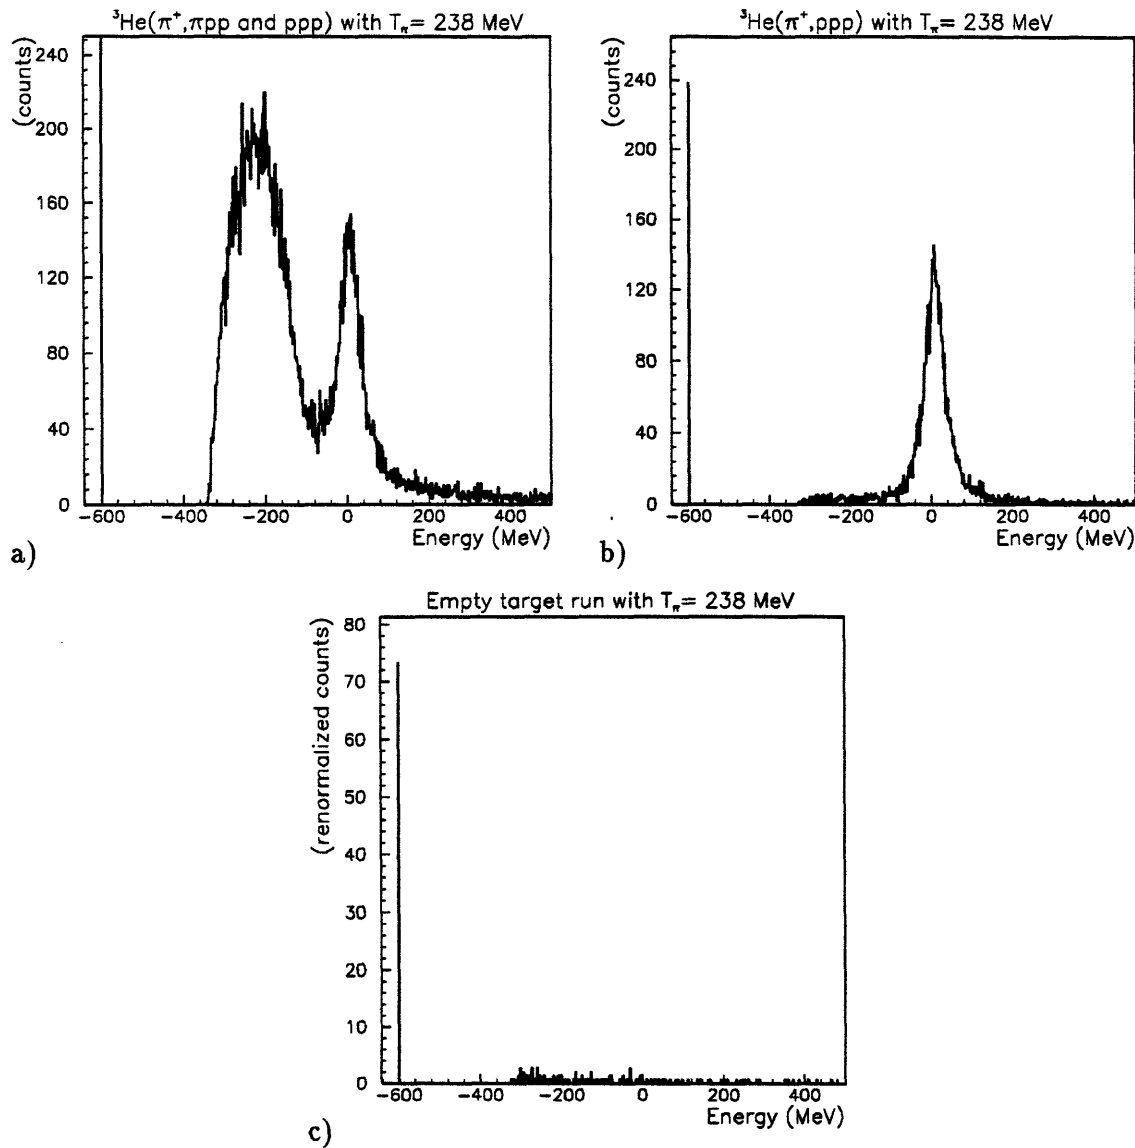 ³He(π⁺,πpp and ppp) with Tπ= 238 MeV
(counts)
240
200
160
120
80
40
0
−600 −400 −200 0 200 400
Energy (MeV)
a)
³He(π⁺,ppp) with Tπ= 238 MeV
(counts)
240
200
160
120
80
40
0
−600 −400 −200 0 200 400
Energy (MeV)
b)
Empty target run with Tπ= 238 MeV
(renormalized counts)
80
70
60
50
40
30
20
10
0
−600 −400 −200 0 200 400
Energy (MeV)
c)